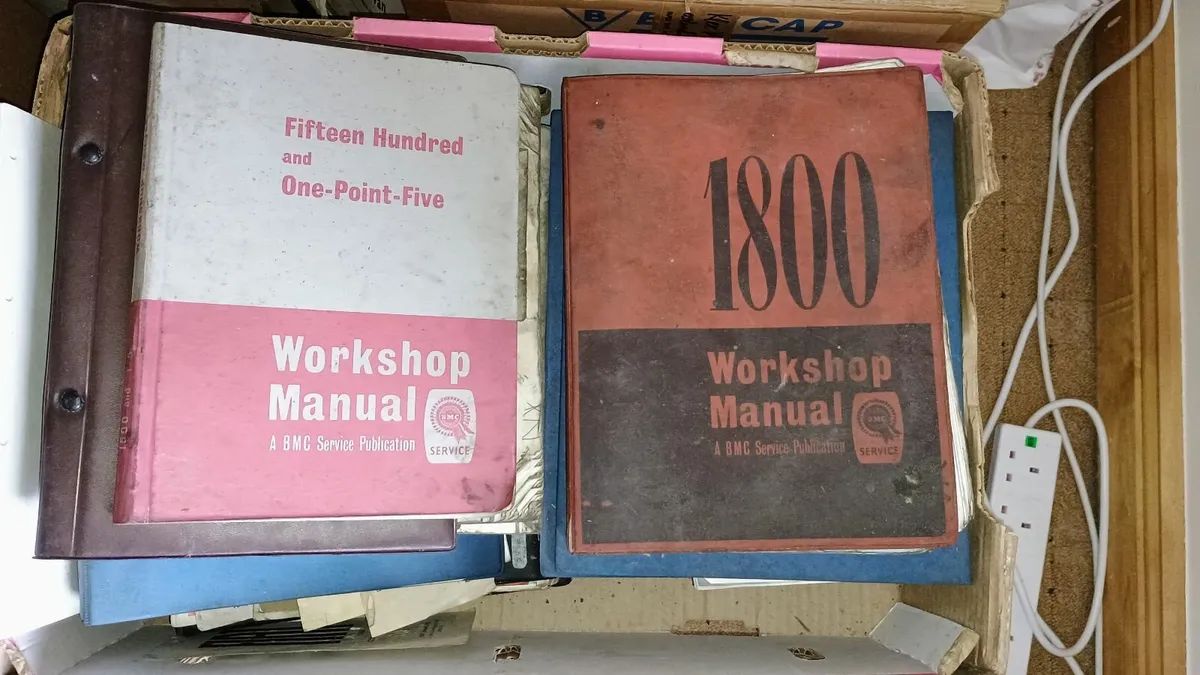 CAP
Fifteen Hundred
and
One-Point-Five
Workshop
Manual
A BMC Service Publication
BMC
SERVICE
1800
Workshop
Manual
A BMC Service Publication
BMC
SERVICE